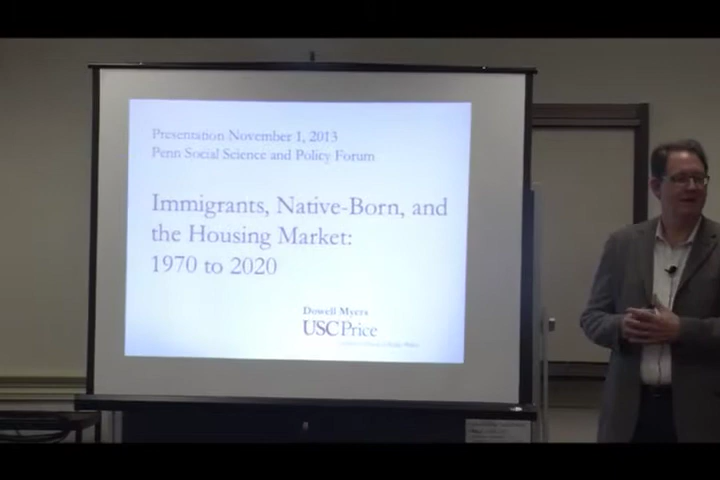 Presentation November 1, 2013
Penn Social Science and Policy Forum
Immigrants, Native-Born, and
the Housing Market:
1970 to 2020
Dowell Myers
USC Price